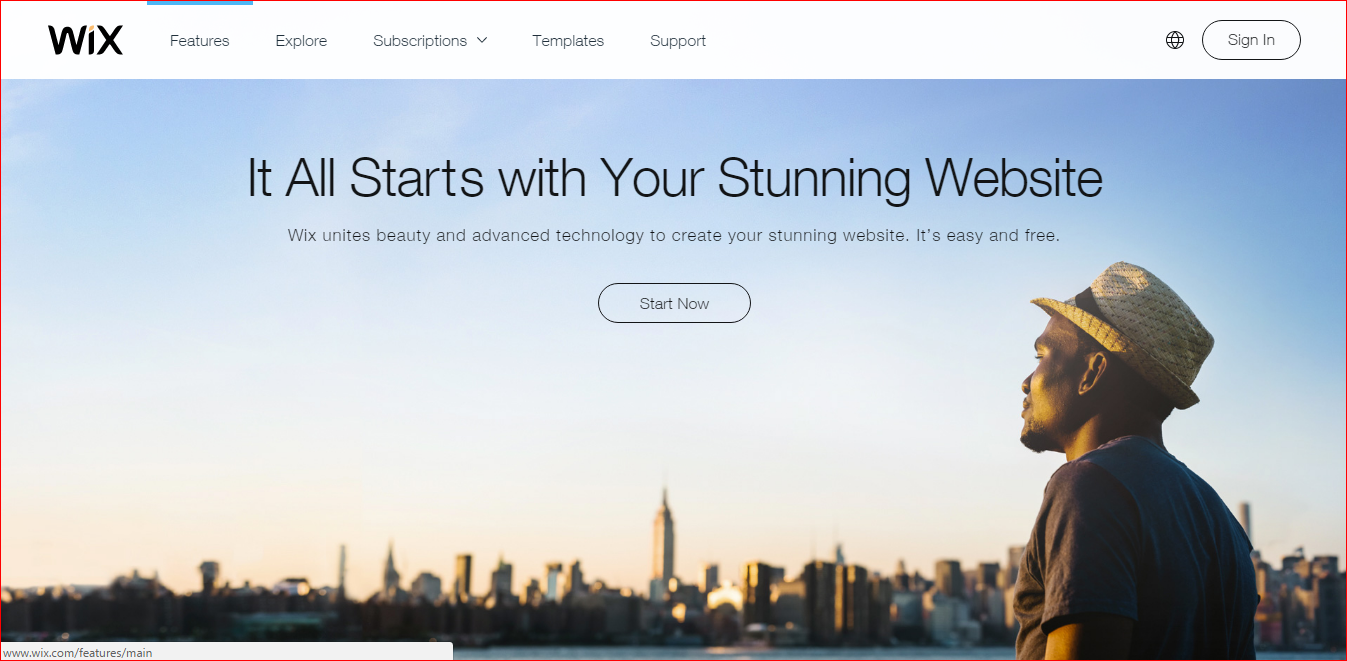 WiX
Features
Explore
Subscriptions
Templates
Support
Sign In
It All Starts with Your Stunning Website
Wix unites beauty and advanced technology to create your stunning website. It's easy and free.
Start Now
www.wix.com/features/main